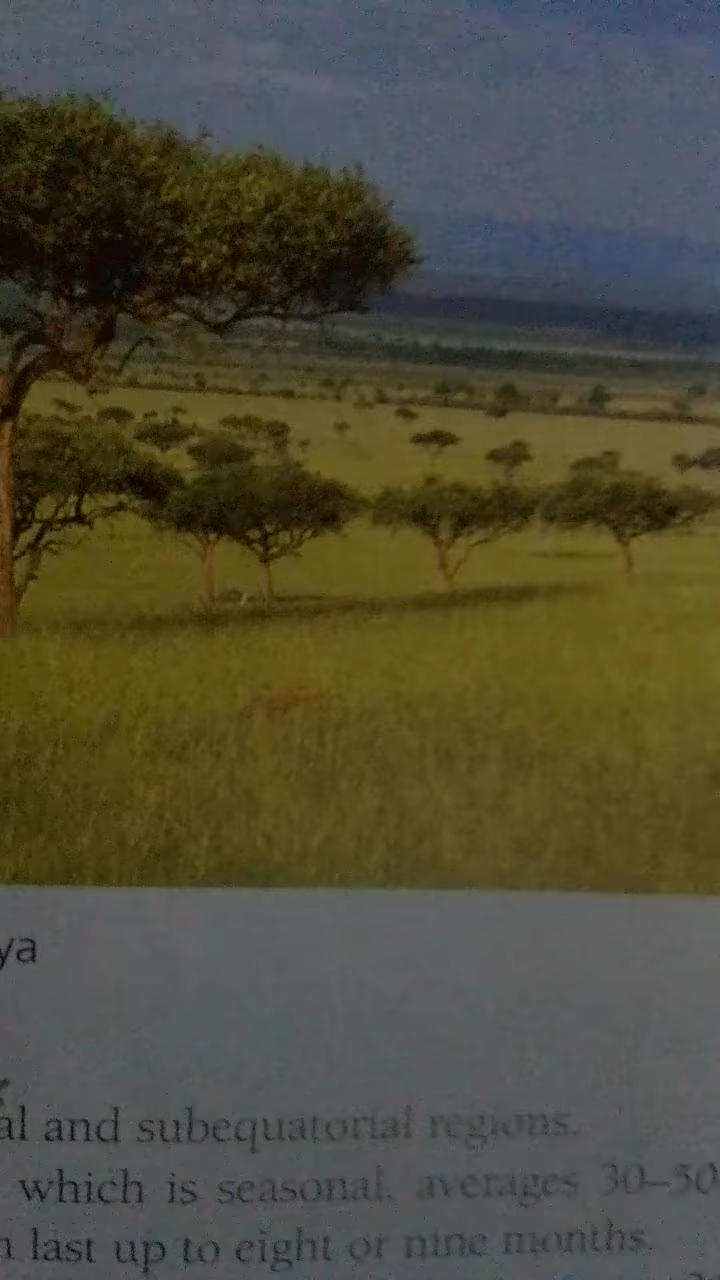 ya
al and subequatorial regions.
which is seasonal, averages 30–50
last up to eight or nine months.